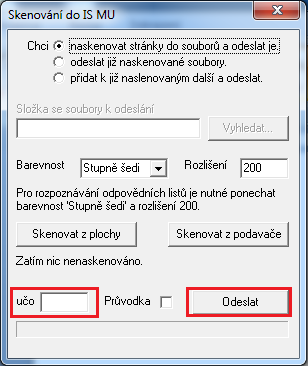 Skenování do IS MU
Chci naskenovat stránky do souborů a odeslat je.
odeslat již naskenované soubory.
přidat k již naslenovaným další a odeslat.
Složka se soubory k odeslání
Vyhledat...
Barevnost Stupně šedi Rozlišení 200
Pro rozpoznávání odpovědních listů je nutné ponechat
barevnost 'Stupně šedi' a rozlišení 200.
Skenovat z plochy Skenovat z podavače
Zatím nic nenaskenováno.
učo Průvodka Odeslat